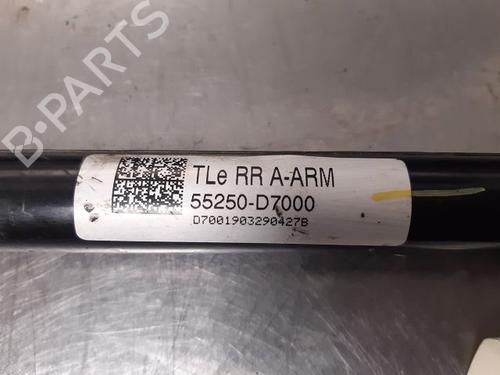 TLe RR A-ARM
55250-D7000
D7001903290427B
B-PARTS